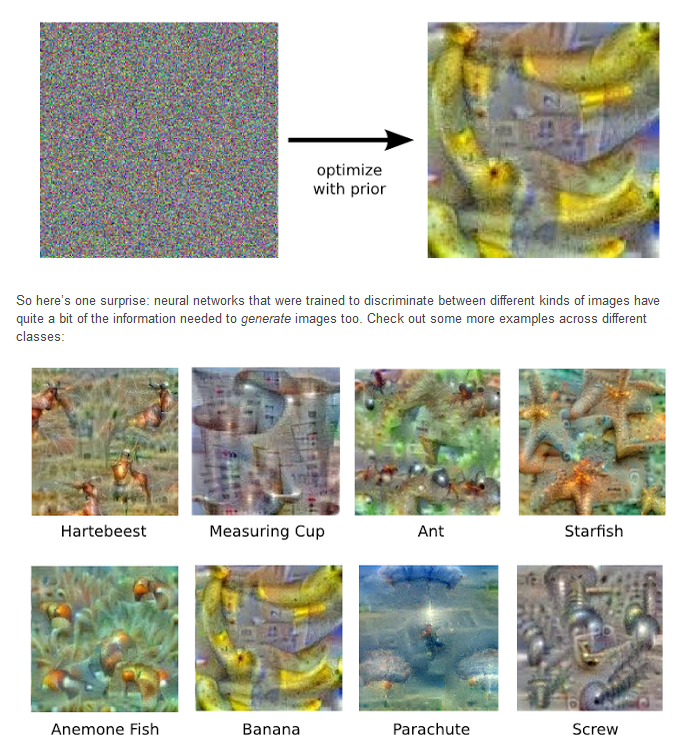 optimize
with prior
So here's one surprise: neural networks that were trained to discriminate between different kinds of images have
quite a bit of the information needed to generate images too. Check out some more examples across different
classes:
Hartebeest
Measuring Cup
Ant
Starfish
Anemone Fish
Banana
Parachute
Screw